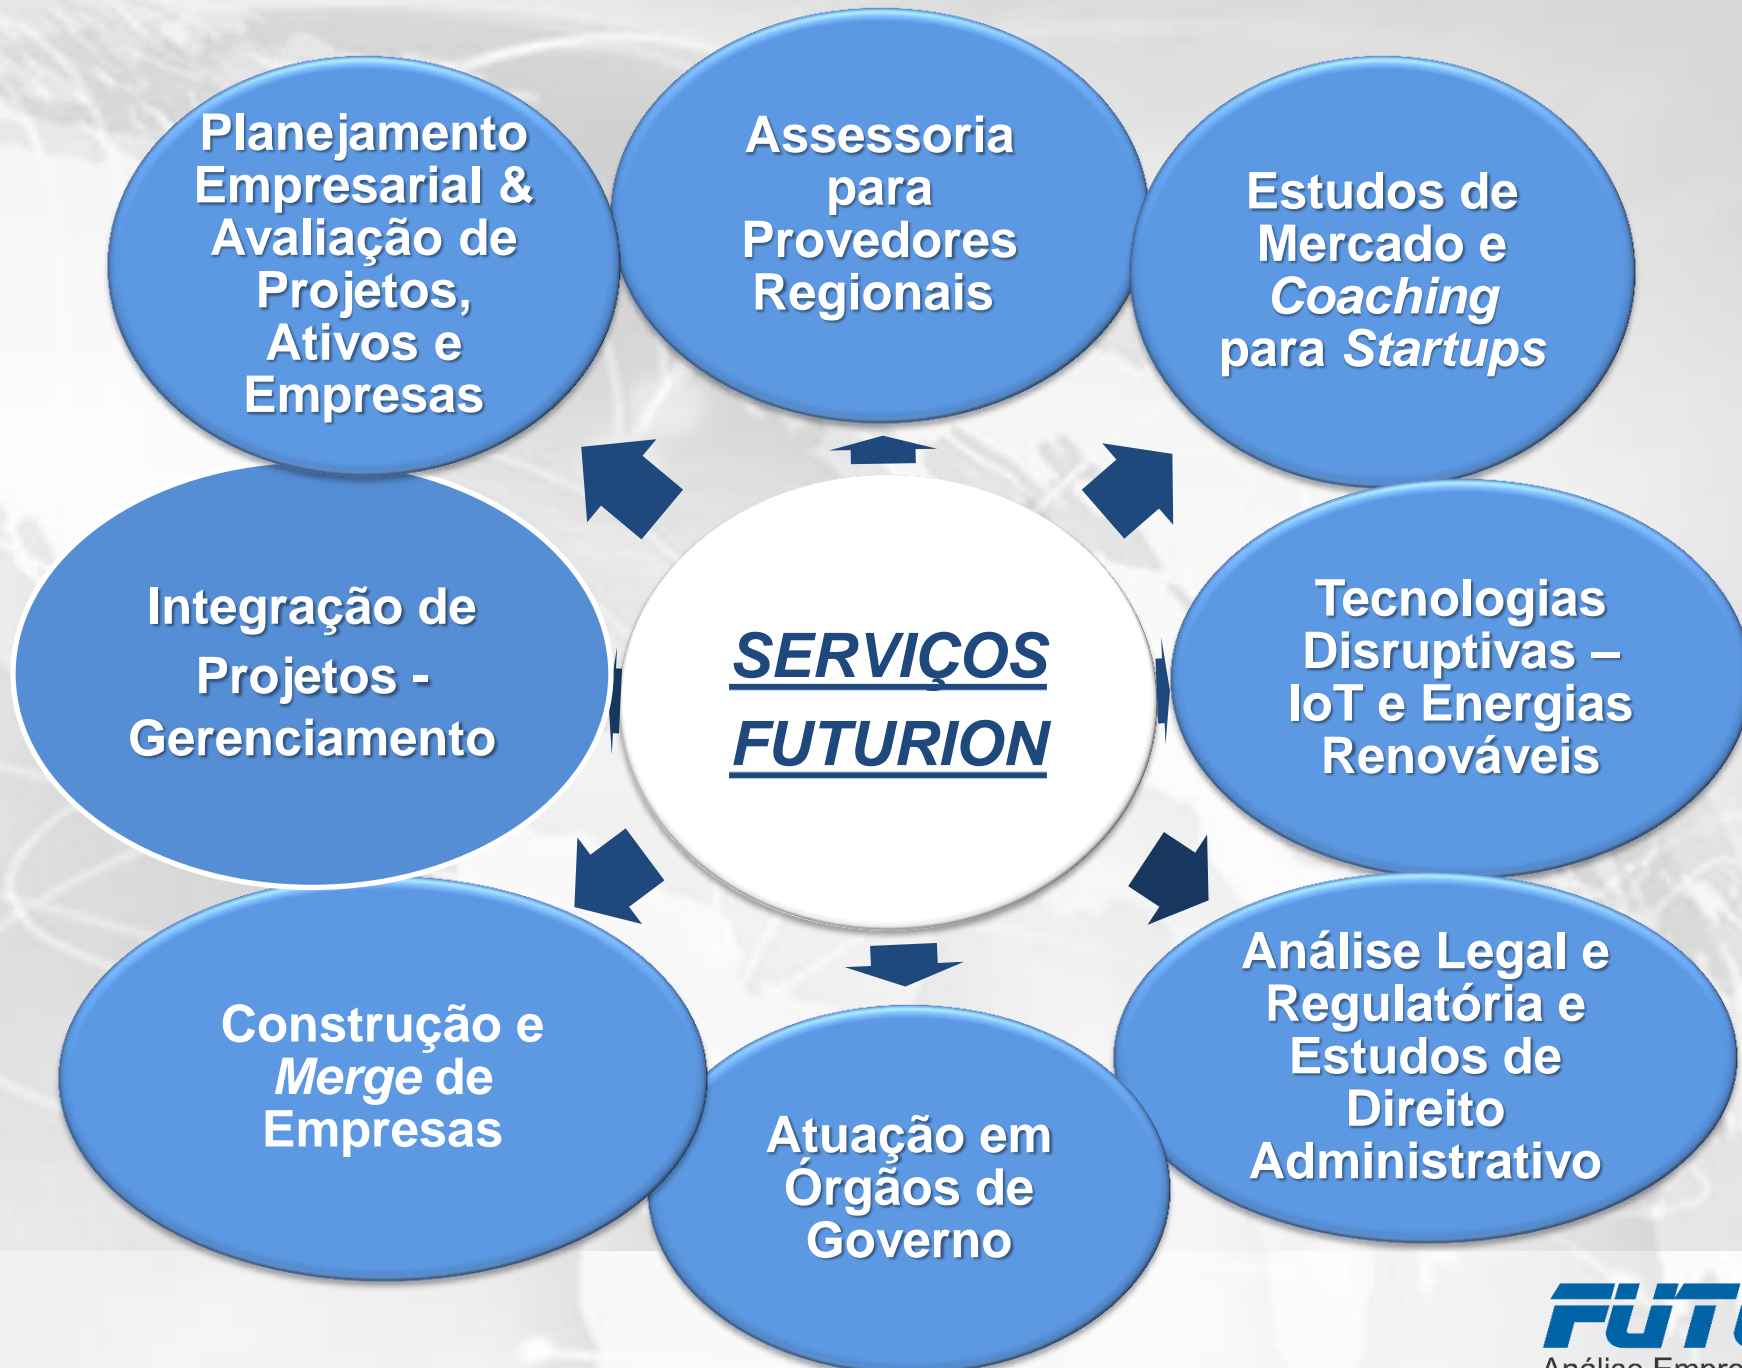 Planejamento
Empresarial &
Avaliação de
Projetos,
Ativos e
Empresas
Assessoria
para
Provedores
Regionais
Estudos de
Mercado e
Coaching
para Startups
Integração de
Projetos -
Gerenciamento
SERVIÇOS
FUTURION
Tecnologias
Disruptivas –
IoT e Energias
Renováveis
Construção e
Merge de
Empresas
Atuação em
Órgãos de
Governo
Análise Legal e
Regulatória e
Estudos de
Direito
Administrativo
Análise